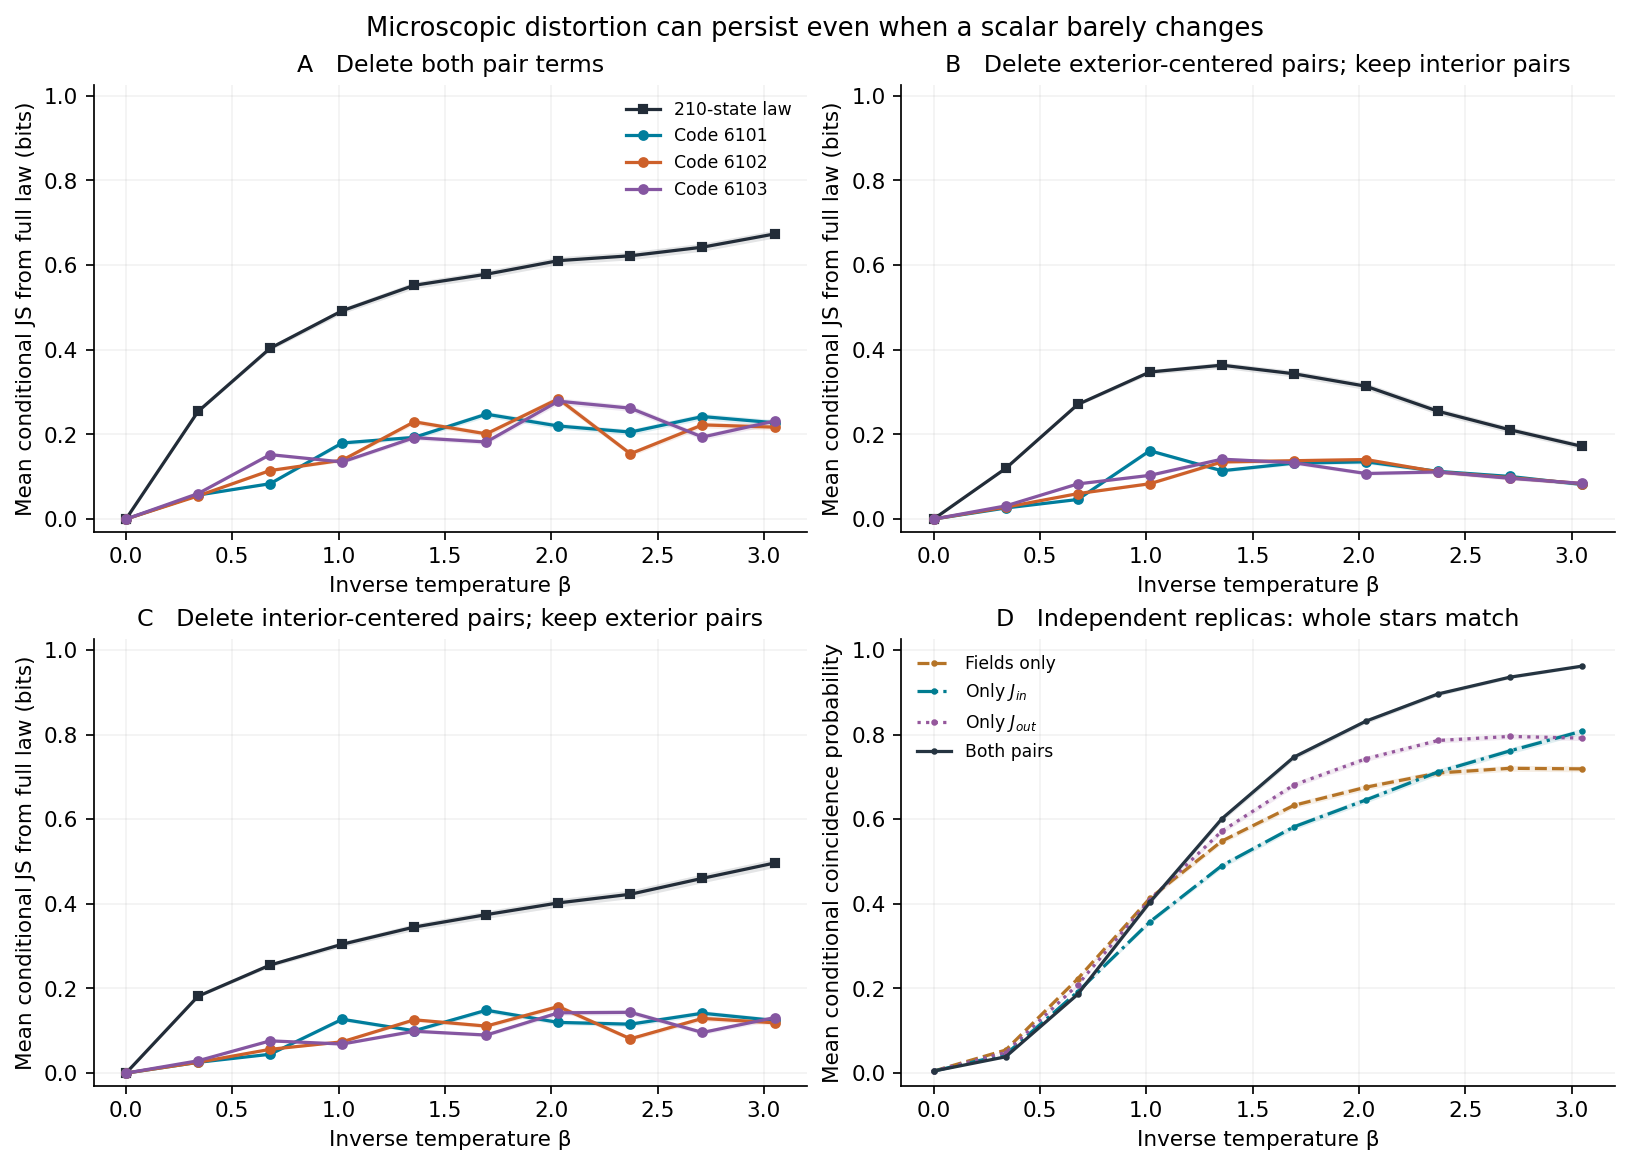 Microscopic distortion can persist even when a scalar barely changes
A   Delete both pair terms
Mean conditional JS from full law (bits)
1.0
0.8
0.6
0.4
0.2
0.0
210-state law
Code 6101
Code 6102
Code 6103
0.0 0.5 1.0 1.5 2.0 2.5 3.0
Inverse temperature β
B   Delete exterior-centered pairs; keep interior pairs
Mean conditional JS from full law (bits)
1.0
0.8
0.6
0.4
0.2
0.0
0.0 0.5 1.0 1.5 2.0 2.5 3.0
Inverse temperature β
C   Delete interior-centered pairs; keep exterior pairs
Mean conditional JS from full law (bits)
1.0
0.8
0.6
0.4
0.2
0.0
0.0 0.5 1.0 1.5 2.0 2.5 3.0
Inverse temperature β
D   Independent replicas: whole stars match
Mean conditional coincidence probability
1.0
0.8
0.6
0.4
0.2
0.0
Fields only
Only J_in
Only J_out
Both pairs
0.0 0.5 1.0 1.5 2.0 2.5 3.0
Inverse temperature β